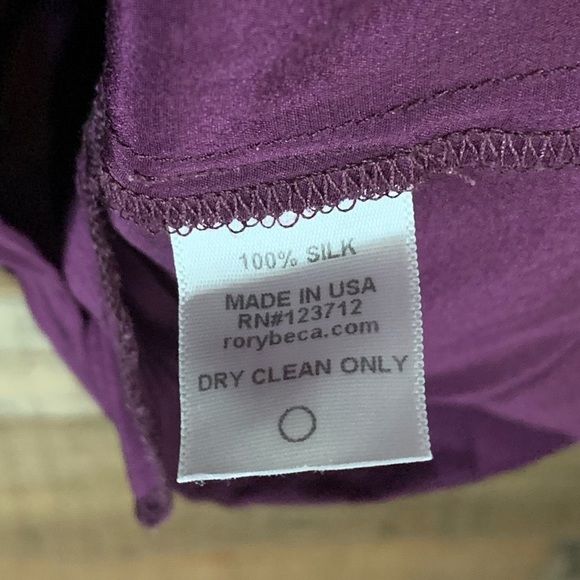 100% SILK
MADE IN USA
RN#123712
rorybeca.com
DRY CLEAN ONLY